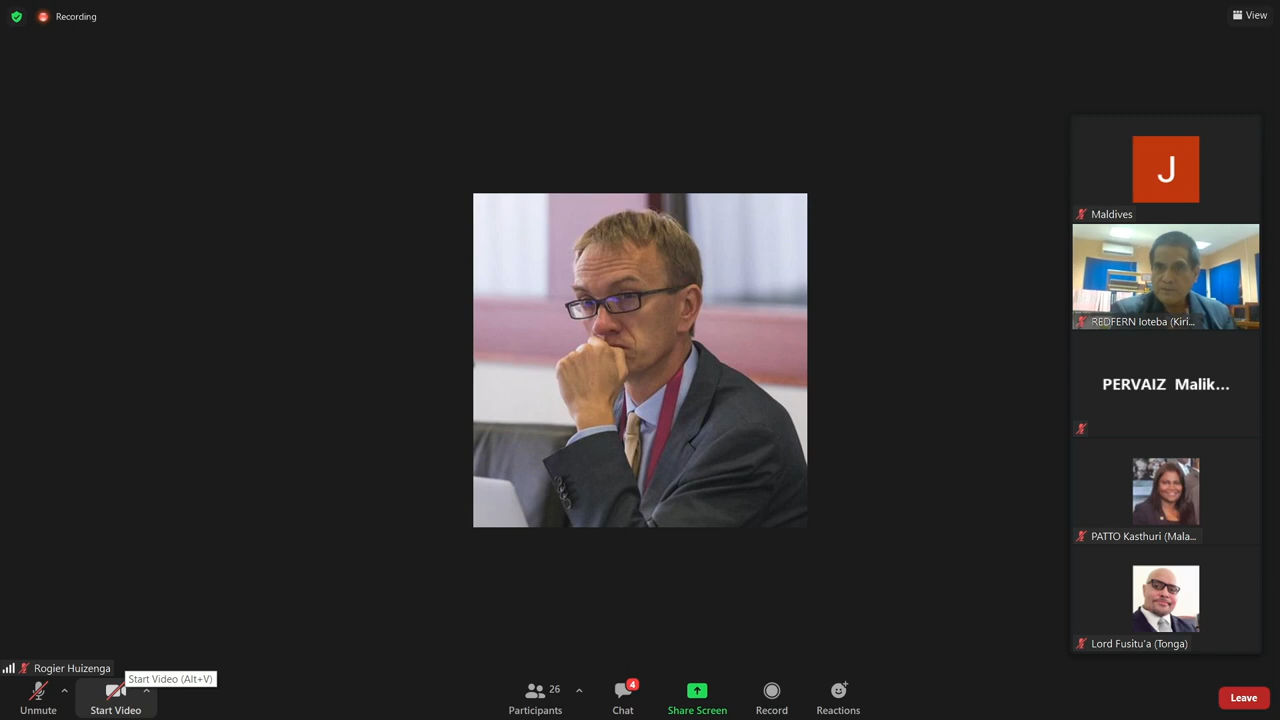 Recording
View
J
Maldives
REDFERN Ioteba (Kiri...
PERVAIZ Malik...
PATTO Kasthuri (Mala...
Lord Fusitu'a (Tonga)
Rogier Huizenga
Start Video (Alt+V)
26
4
Unmute
Start Video
Participants
Chat
Share Screen
Record
Reactions
Leave